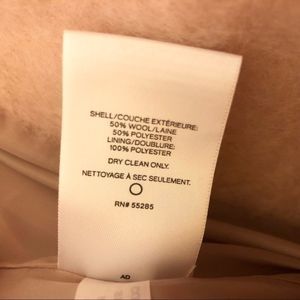 SHELL/COUCHE EXTÉRIEURE:
50% WOOL/LAINE
50% POLYESTER
LINING/DOUBLURE:
100% POLYESTER
DRY CLEAN ONLY.
NETTOYAGE À SEC SEULEMENT.
RN# 55285
AD